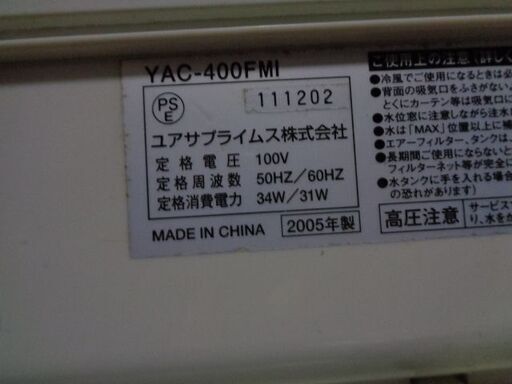 YAC-400FMI
PS
E
111202
ユアサプライムス株式会社
定格電圧 100V
定格周波数 50HZ/60HZ
定格消費電力 34W/31W
MADE IN CHINA 2005年製
ご使用上の注意(詳しく
●冷風でご使用になるときは必
●背面の吸気口をふさがない
とくにカーテン等は吸気口に
●水位窓に注意しながら注水
●水は「MAX」位置以上に補
●エアーフィルター、タンクは
●長期間ご使用にならないと
フィルターネット等が完全に
●水タンクに手を入れる場合
の恐れがあります)
高圧注意 サービス
り、水を